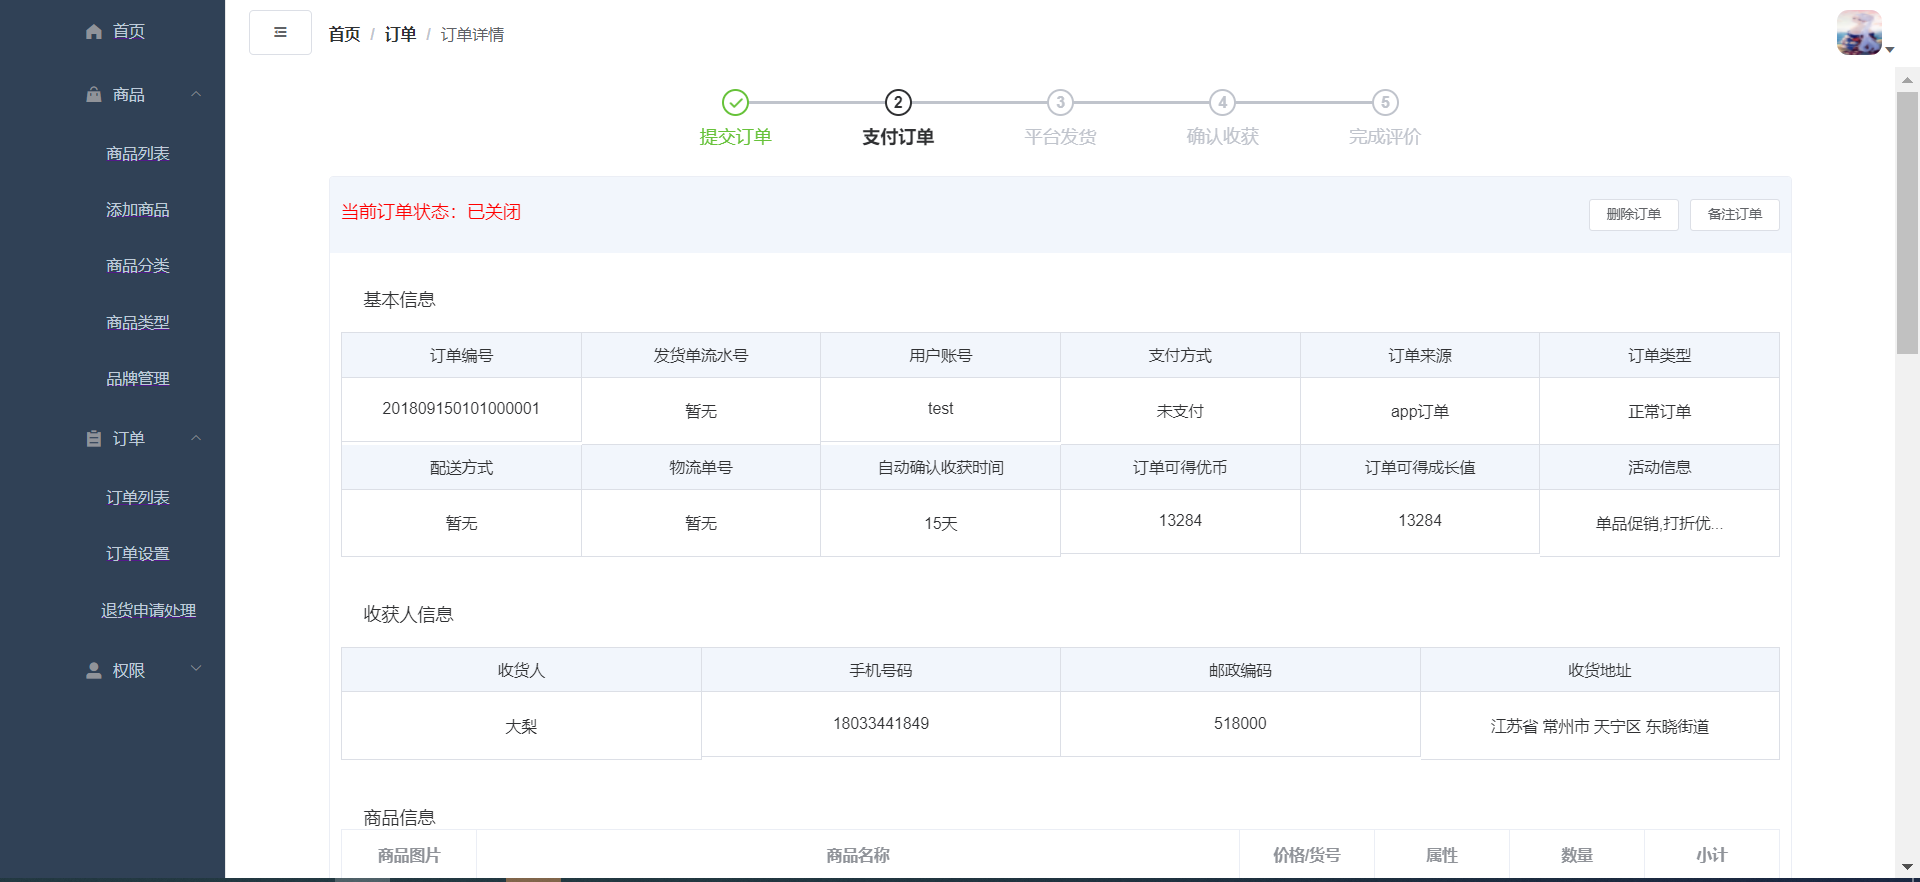 首页
商品
商品列表
添加商品
商品分类
商品类型
品牌管理
订单
订单列表
订单设置
退货申请处理
权限
首页 / 订单 / 订单详情
2 3 4 5
提交订单 支付订单 平台发货 确认收获 完成评价
当前订单状态：已关闭 删除订单 备注订单
基本信息
订单编号 发货单流水号 用户账号 支付方式 订单来源 订单类型
201809150101000001 暂无 test 未支付 app订单 正常订单
配送方式 物流单号 自动确认收获时间 订单可得优币 订单可得成长值 活动信息
暂无 暂无 15天 13284 13284 单品促销,打折优...
收获人信息
收货人 手机号码 邮政编码 收货地址
大梨 18033441849 518000 江苏省 常州市 天宁区 东晓街道
商品信息
商品图片 商品名称 价格/货号 属性 数量 小计